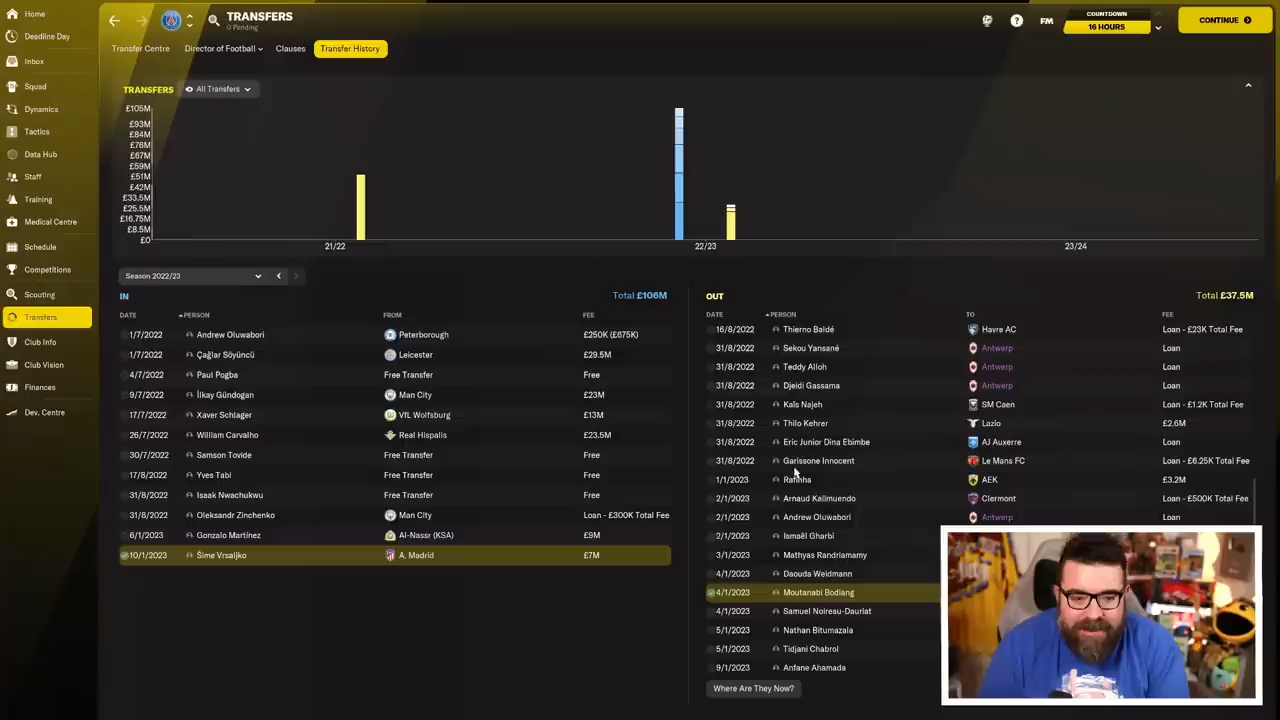 Home
Deadline Day
Inbox
Squad
Dynamics
Tactics
Data Hub
Staff
Training
Medical Centre
Schedule
Competitions
Scouting
Transfers
Club Info
Club Vision
Finances
Dev. Centre
TRANSFERS
0 Pending
FM
COUNTDOWN
16 HOURS
CONTINUE
Transfer Centre
Director of Football
Clauses
Transfer History
TRANSFERS
All Transfers
£105M
£93M
£84M
£76M
£67M
£59M
£51M
£42M
£33.5M
£25.5M
£16.75M
£8.5M
£0
21/22
22/23
23/24
Season 2022/23
IN
Total £106M
DATE PERSON FROM FEE
1/7/2022 Andrew Oluwabori Peterborough £250K (£675K)
1/7/2022 Çağlar Söyüncü Leicester £29.5M
4/7/2022 Paul Pogba Free Transfer Free
9/7/2022 İlkay Gündogan Man City £23M
17/7/2022 Xaver Schlager VfL Wolfsburg £13M
26/7/2022 William Carvalho Real Hispalis £23.5M
30/7/2022 Samson Tovide Free Transfer Free
17/8/2022 Yves Tabi Free Transfer Free
31/8/2022 Isaak Nwachukwu Free Transfer Free
31/8/2022 Oleksandr Zinchenko Man City Loan - £300K Total Fee
6/1/2023 Gonzalo Martínez Al-Nassr (KSA) £9M
10/1/2023 Šime Vrsaljko A. Madrid £7M
OUT
Total £37.5M
DATE PERSON TO FEE
16/8/2022 Thierno Baldé Havre AC Loan - £23K Total Fee
31/8/2022 Sekou Yansané Antwerp Loan
31/8/2022 Teddy Alloh Antwerp Loan
31/8/2022 Djeidi Gassama Antwerp Loan
31/8/2022 Kaïs Najeh SM Caen Loan - £1.2K Total Fee
31/8/2022 Thilo Kehrer Lazio £2.6M
31/8/2022 Eric Junior Dina Ebimbe AJ Auxerre Loan
31/8/2022 Garissone Innocent Le Mans FC Loan - £6.25K Total Fee
1/1/2023 Rafinha AEK £3.2M
2/1/2023 Arnaud Kalimuendo Clermont Loan - £500K Total Fee
2/1/2023 Andrew Oluwabori Antwerp Loan
2/1/2023 Ismaël Gharbi
3/1/2023 Mathyas Randriamamy
4/1/2023 Daouda Weidmann
4/1/2023 Moutanabi Bodiang
4/1/2023 Samuel Noireau-Dauriat
5/1/2023 Nathan Bitumazala
5/1/2023 Tidjani Chabrol
9/1/2023 Anfane Ahamada
Where Are They Now?